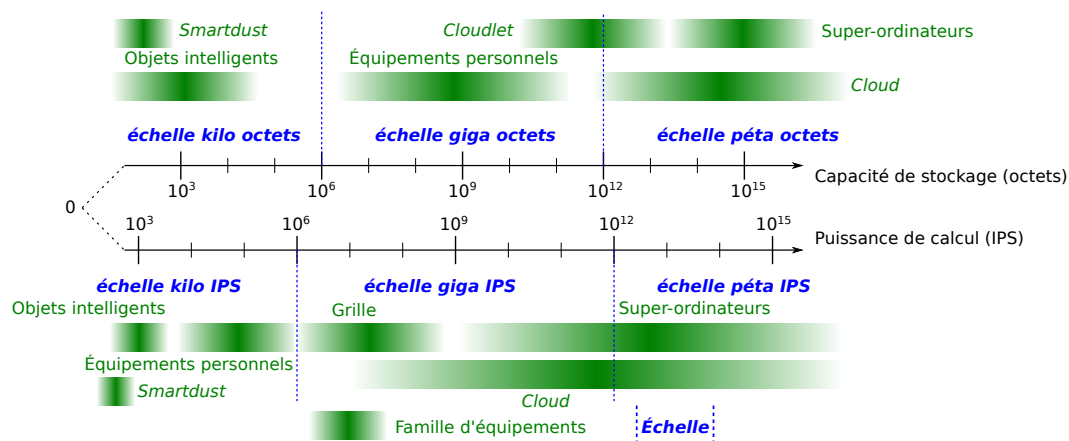 Smartdust
Cloudlet
Super-ordinateurs
Objets intelligents
Équipements personnels
Cloud
échelle kilo octets
échelle giga octets
échelle péta octets
10³
10⁶
10⁹
10¹²
10¹⁵
Capacité de stockage (octets)
0
10³
10⁶
10⁹
10¹²
10¹⁵
Puissance de calcul (IPS)
échelle kilo IPS
échelle giga IPS
échelle péta IPS
Objets intelligents
Grille
Super-ordinateurs
Équipements personnels
Smartdust
Cloud
Famille d'équipements
Échelle